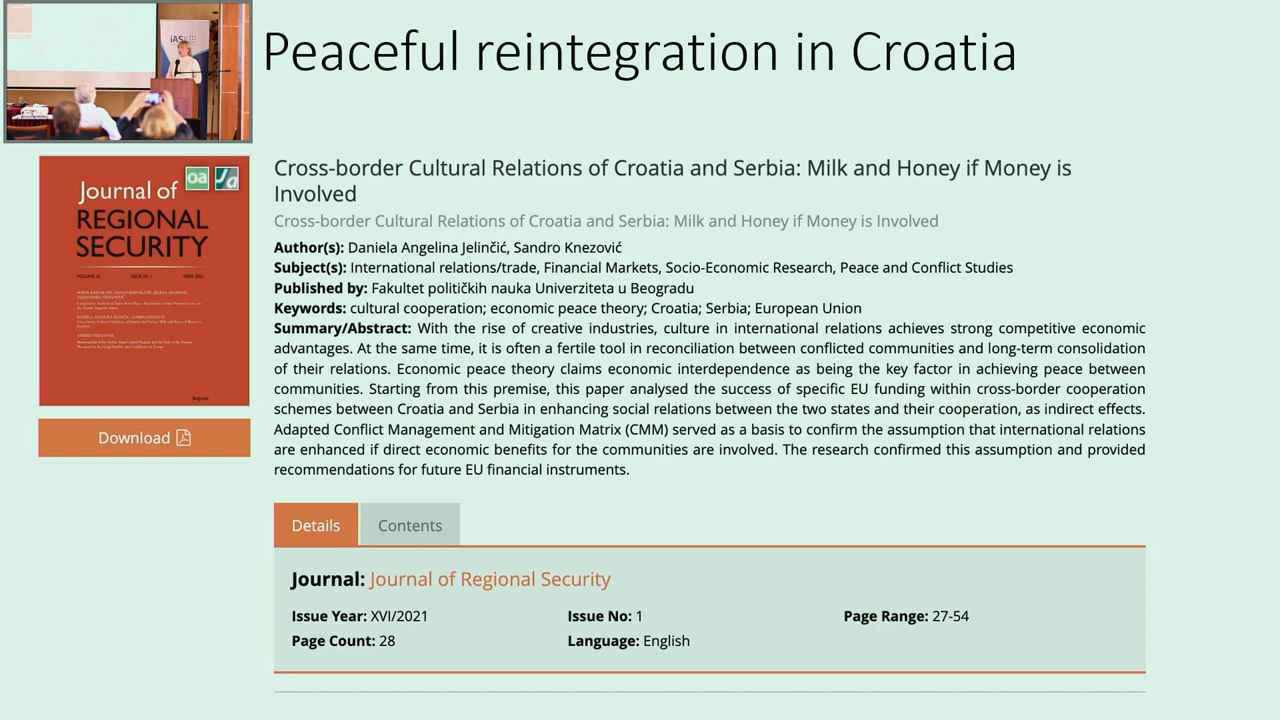 Peaceful reintegration in Croatia
iASK
Journal of
REGIONAL
SECURITY
oa
VOLUME 16
ISSUE No 1
YEAR 2021
Belgrade
Download
Cross-border Cultural Relations of Croatia and Serbia: Milk and Honey if Money is
Involved
Cross-border Cultural Relations of Croatia and Serbia: Milk and Honey if Money is Involved
Author(s): Daniela Angelina Jelinčić, Sandro Knezović
Subject(s): International relations/trade, Financial Markets, Socio-Economic Research, Peace and Conflict Studies
Published by: Fakultet političkih nauka Univerziteta u Beogradu
Keywords: cultural cooperation; economic peace theory; Croatia; Serbia; European Union
Summary/Abstract: With the rise of creative industries, culture in international relations achieves strong competitive economic
advantages. At the same time, it is often a fertile tool in reconciliation between conflicted communities and long-term consolidation
of their relations. Economic peace theory claims economic interdependence as being the key factor in achieving peace between
communities. Starting from this premise, this paper analysed the success of specific EU funding within cross-border cooperation
schemes between Croatia and Serbia in enhancing social relations between the two states and their cooperation, as indirect effects.
Adapted Conflict Management and Mitigation Matrix (CMM) served as a basis to confirm the assumption that international relations
are enhanced if direct economic benefits for the communities are involved. The research confirmed this assumption and provided
recommendations for future EU financial instruments.
Details
Contents
Journal: Journal of Regional Security
Issue Year: XVI/2021
Issue No: 1
Page Range: 27-54
Page Count: 28
Language: English